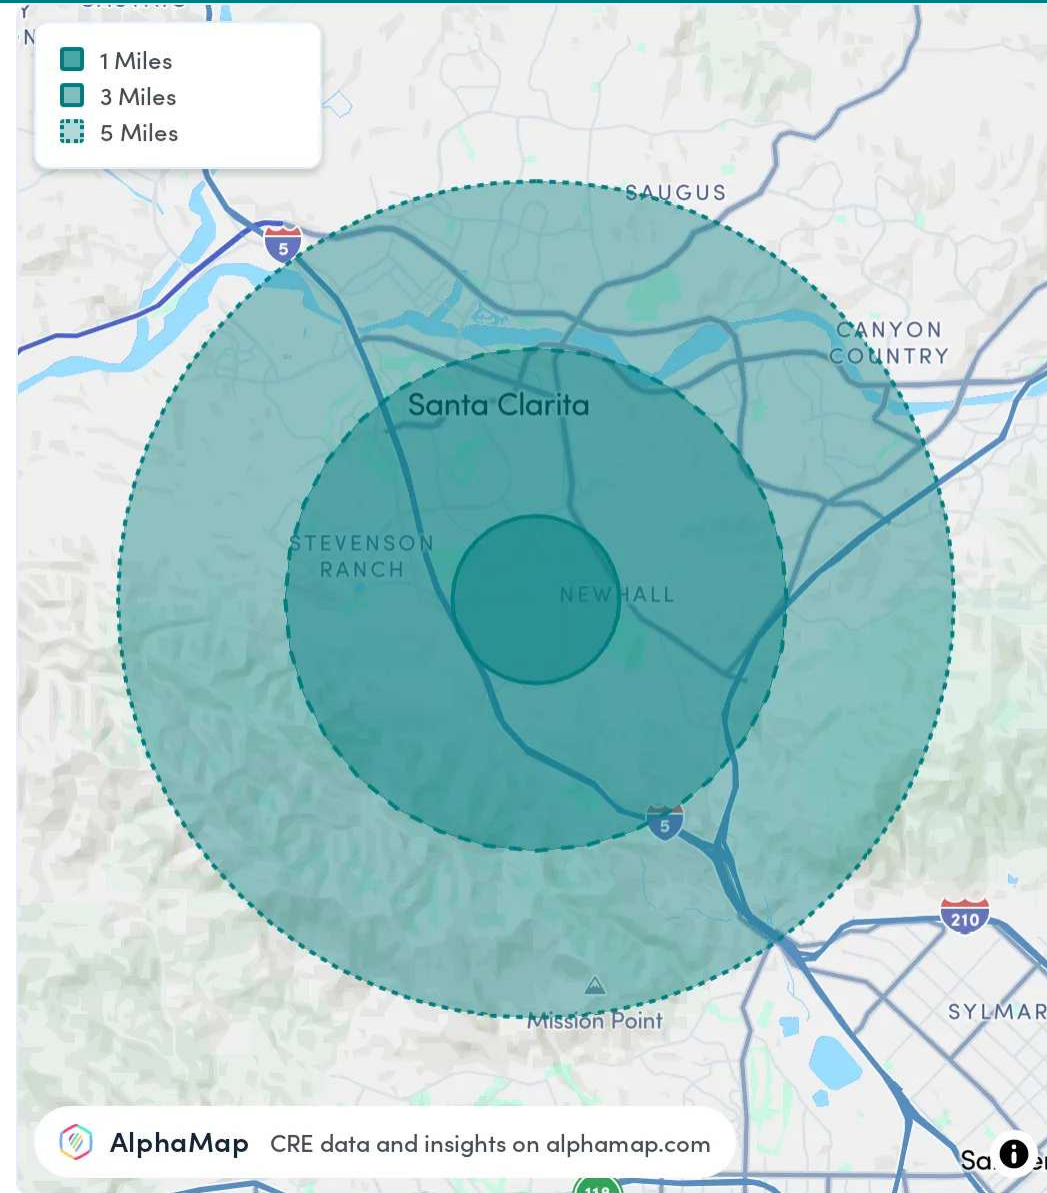 1 Miles
3 Miles
5 Miles
SAUGUS
5
CANYON
COUNTRY
Santa Clarita
STEVENSON
RANCH
NEWHALL
5
210
Mission Point
SYLMAR
AlphaMap CRE data and insights on alphamap.com
118